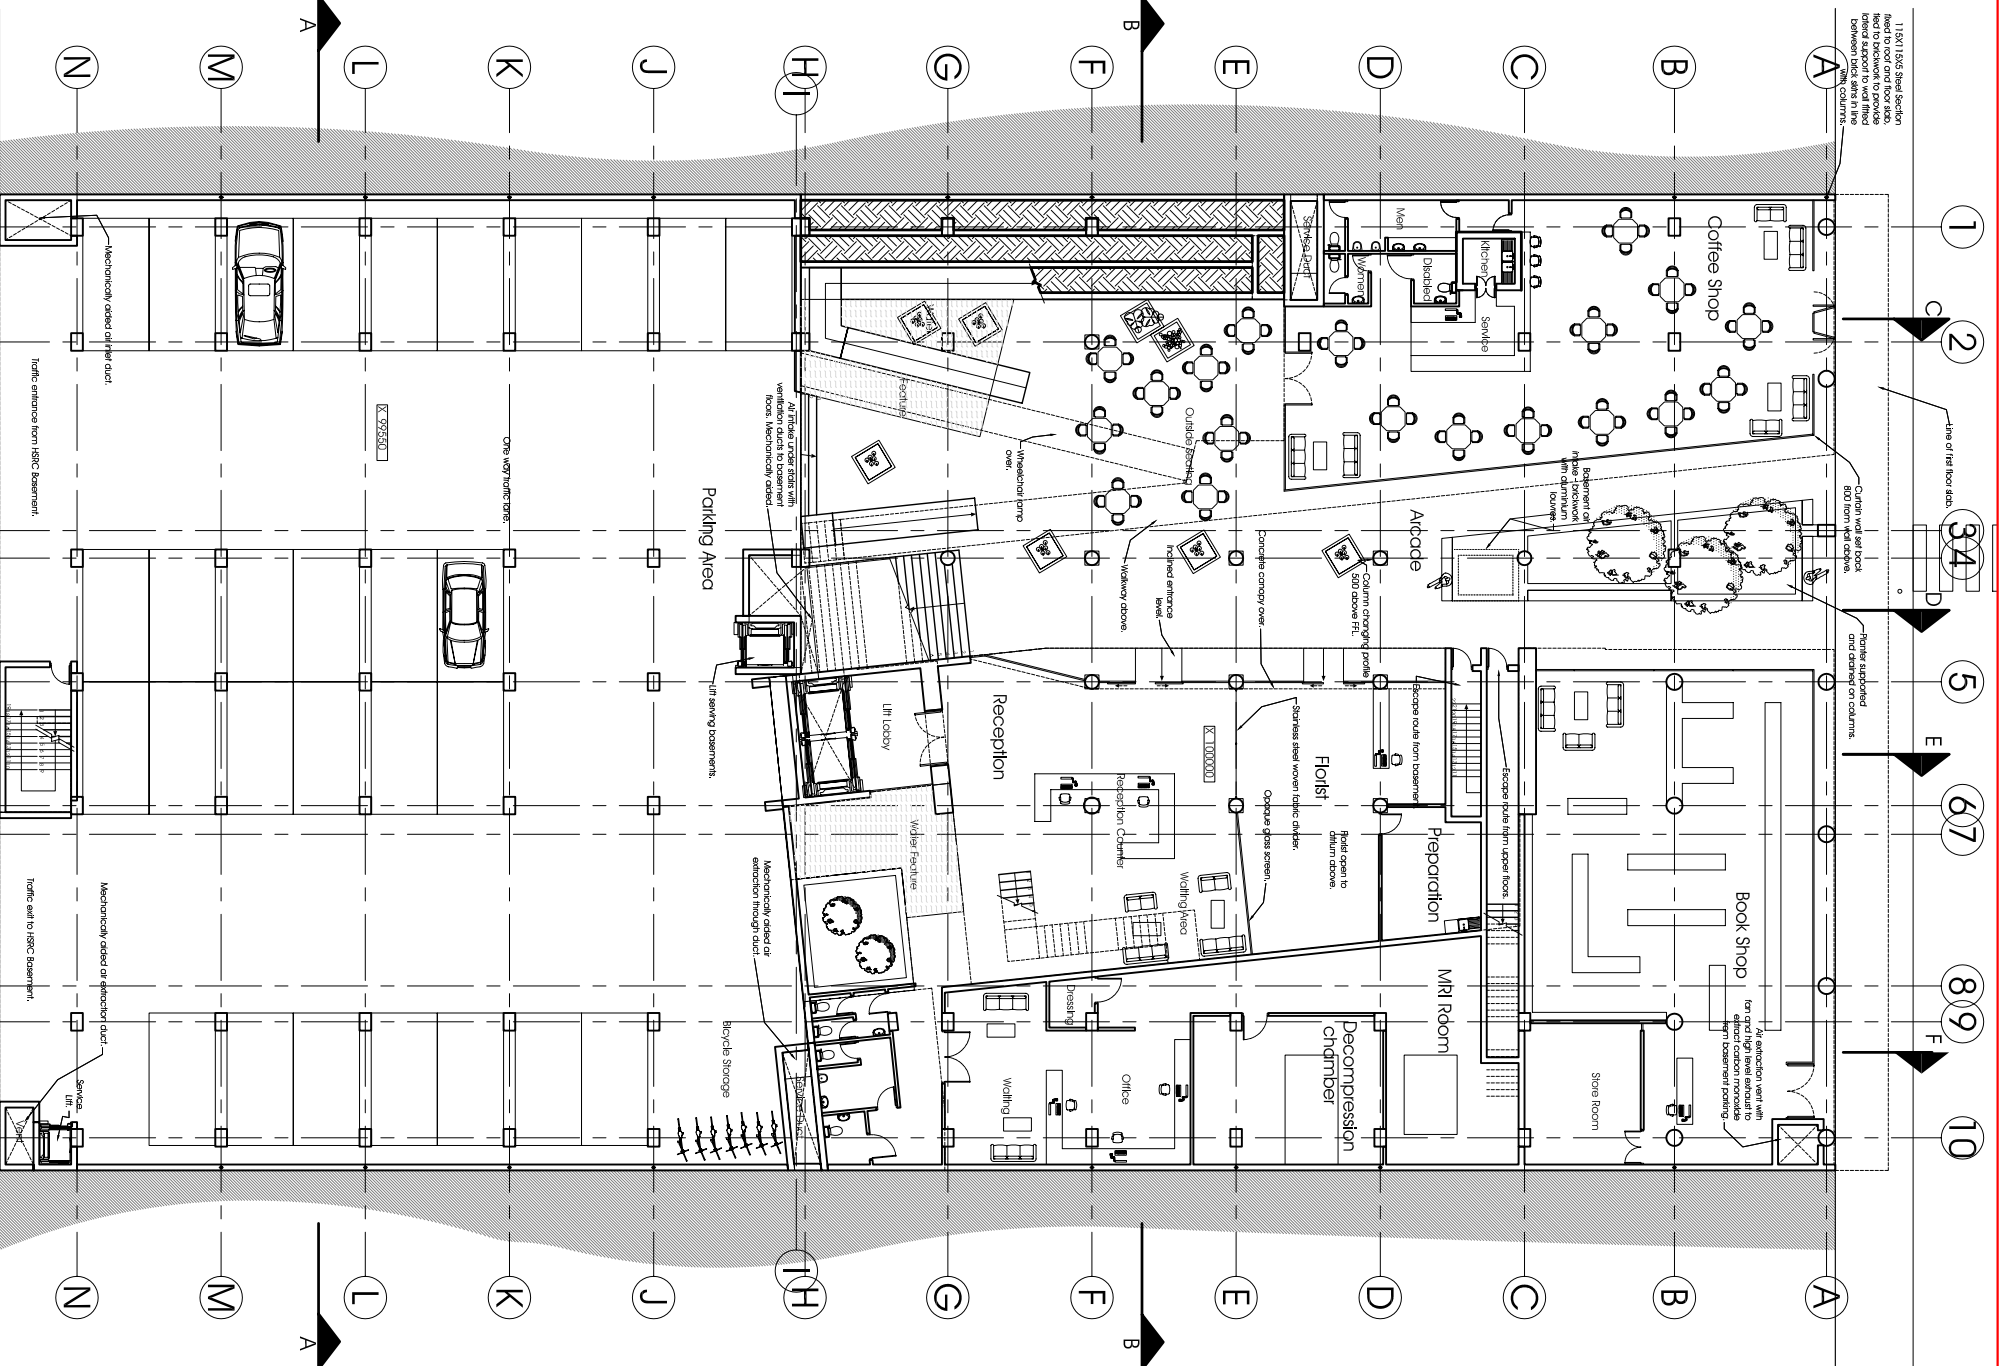 115X115X5 Steel Section
fixed to roof and floor slab,
tied to brickwork to provide
lateral support to wall fitted
between brick skins in line
with columns.
A
B
N
M
L
K
J
H
I
G
F
E
D
C
B
A
1
2
3
4
5
6
7
8
9
10
C
D
E
F
Line of first floor slab.
Curtain wall set back
800 from wall above.
Planter supported
and drained on columns.
Coffee Shop
Kitchen
Service
Men
Women
Disabled
Service Duct
Outside Seating
Water
Feature
Wheelchair ramp
over.
Basement air
intake - brickwork
with aluminium
louvres.
Arcade
Walkway above.
Inclined entrance
level.
Concrete canopy over.
Column changing profile
500 above FFL.
Air intake under stairs with
ventilation ducts to basement
floors. Mechanically aided.
Mechanically aided air inlet duct.
Traffic entrance from HSRC Basement.
X 99550
One way traffic lane.
Parking Area
Lift serving basements.
Lift Lobby
Reception
Reception Counter
X 100000
Stainless steel woven fabric divider.
Opaque glass screen.
Florist
Florist open to
atrium above.
Escape route from basement.
Escape route from upper floors.
Preparation
Water Feature
Waiting Area
Book Shop
Air extraction vent with
fan and high level exhaust to
extract carbon monoxide
from basement parking.
Store Room
MRI Room
Decompression
chamber
Dressing
Office
Waiting
Mechanically aided air
extraction through duct.
Bicycle Storage
Service Duct
Mechanically aided air extraction duct.
Traffic exit to HSRC Basement.
Service
Lift.
Vent
N
M
L
K
J
I
H
G
F
E
D
C
B
A
A
B